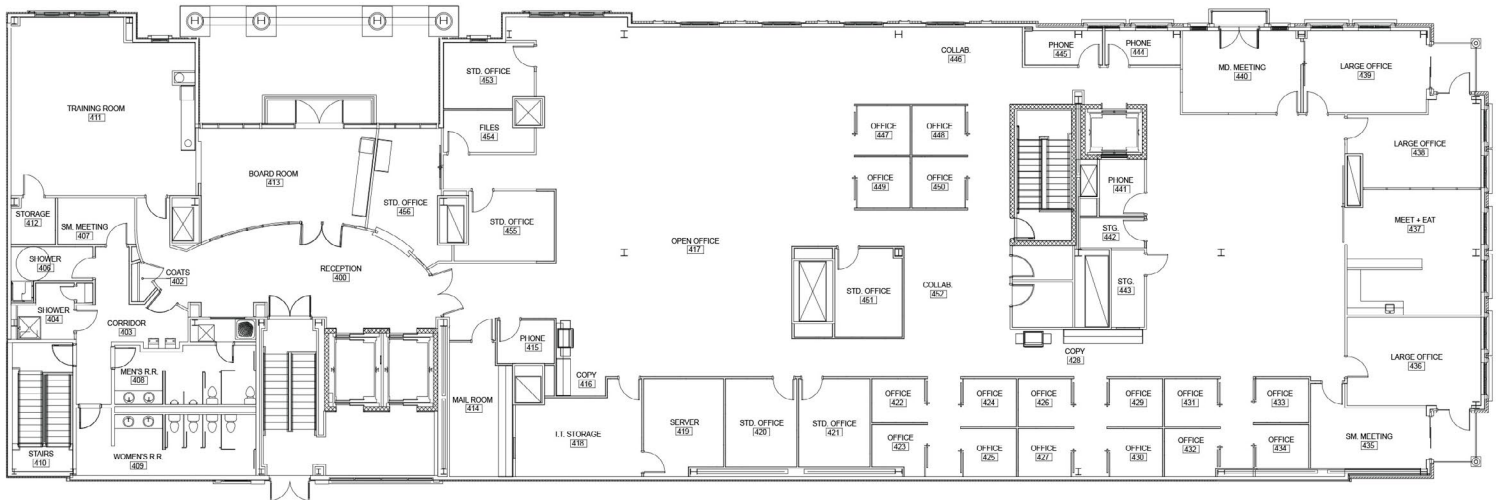 H
H
H
H
TRAINING ROOM
411
STD. OFFICE
453
FILES
454
BOARD ROOM
413
STD. OFFICE
456
STD. OFFICE
455
STORAGE
412
SM. MEETING
407
SHOWER
406
COATS
402
RECEPTION
400
SHOWER
404
CORRIDOR
403
MEN'S R.R.
408
WOMEN'S R.R.
409
STAIRS
410
MAIL ROOM
414
PHONE
415
COPY
416
OPEN OFFICE
417
I.T. STORAGE
418
SERVER
419
STD. OFFICE
420
STD. OFFICE
421
OFFICE
422
OFFICE
423
OFFICE
424
OFFICE
425
OFFICE
426
OFFICE
427
COPY
428
OFFICE
429
OFFICE
430
OFFICE
431
OFFICE
432
OFFICE
433
OFFICE
434
SM. MEETING
435
LARGE OFFICE
436
MEET + EAT
437
LARGE OFFICE
438
LARGE OFFICE
439
MD. MEETING
440
PHONE
441
STG.
442
STG.
443
PHONE
444
PHONE
445
COLLAB.
446
OFFICE
447
OFFICE
448
OFFICE
449
OFFICE
450
STD. OFFICE
451
COLLAB.
452